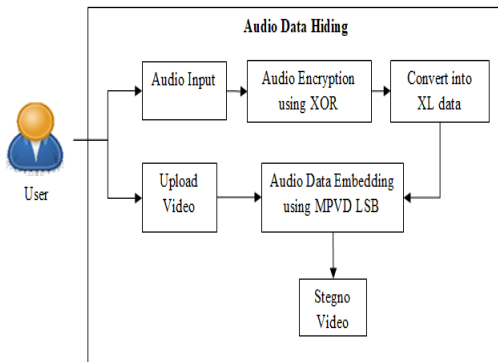 Audio Data Hiding
Audio Input
Audio Encryption
using XOR
Convert into
XL data
User
Upload
Video
Audio Data Embedding
using MPVD LSB
Stegno
Video